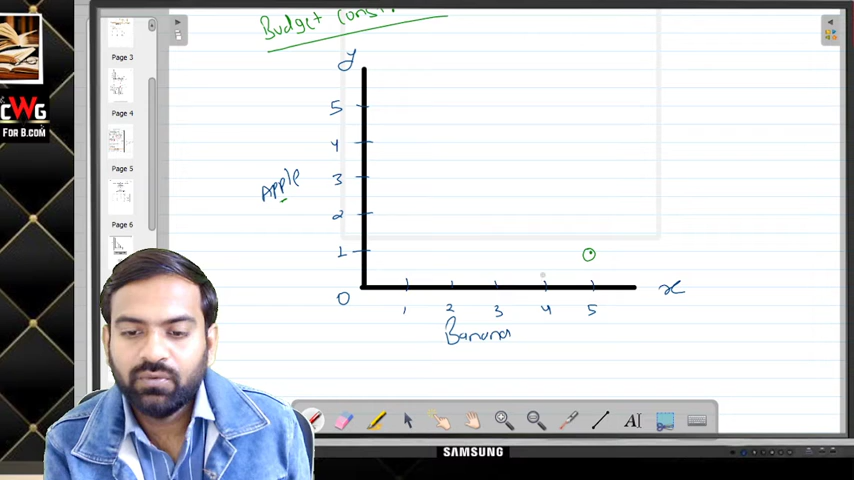 Budget
y
5
4
Apple 3
2
1
0
x
1 2 3 4 5
Banana
Page 3
Page 4
Page 5
Page 6
CWG
FOR B.COM
AI
SAMSUNG